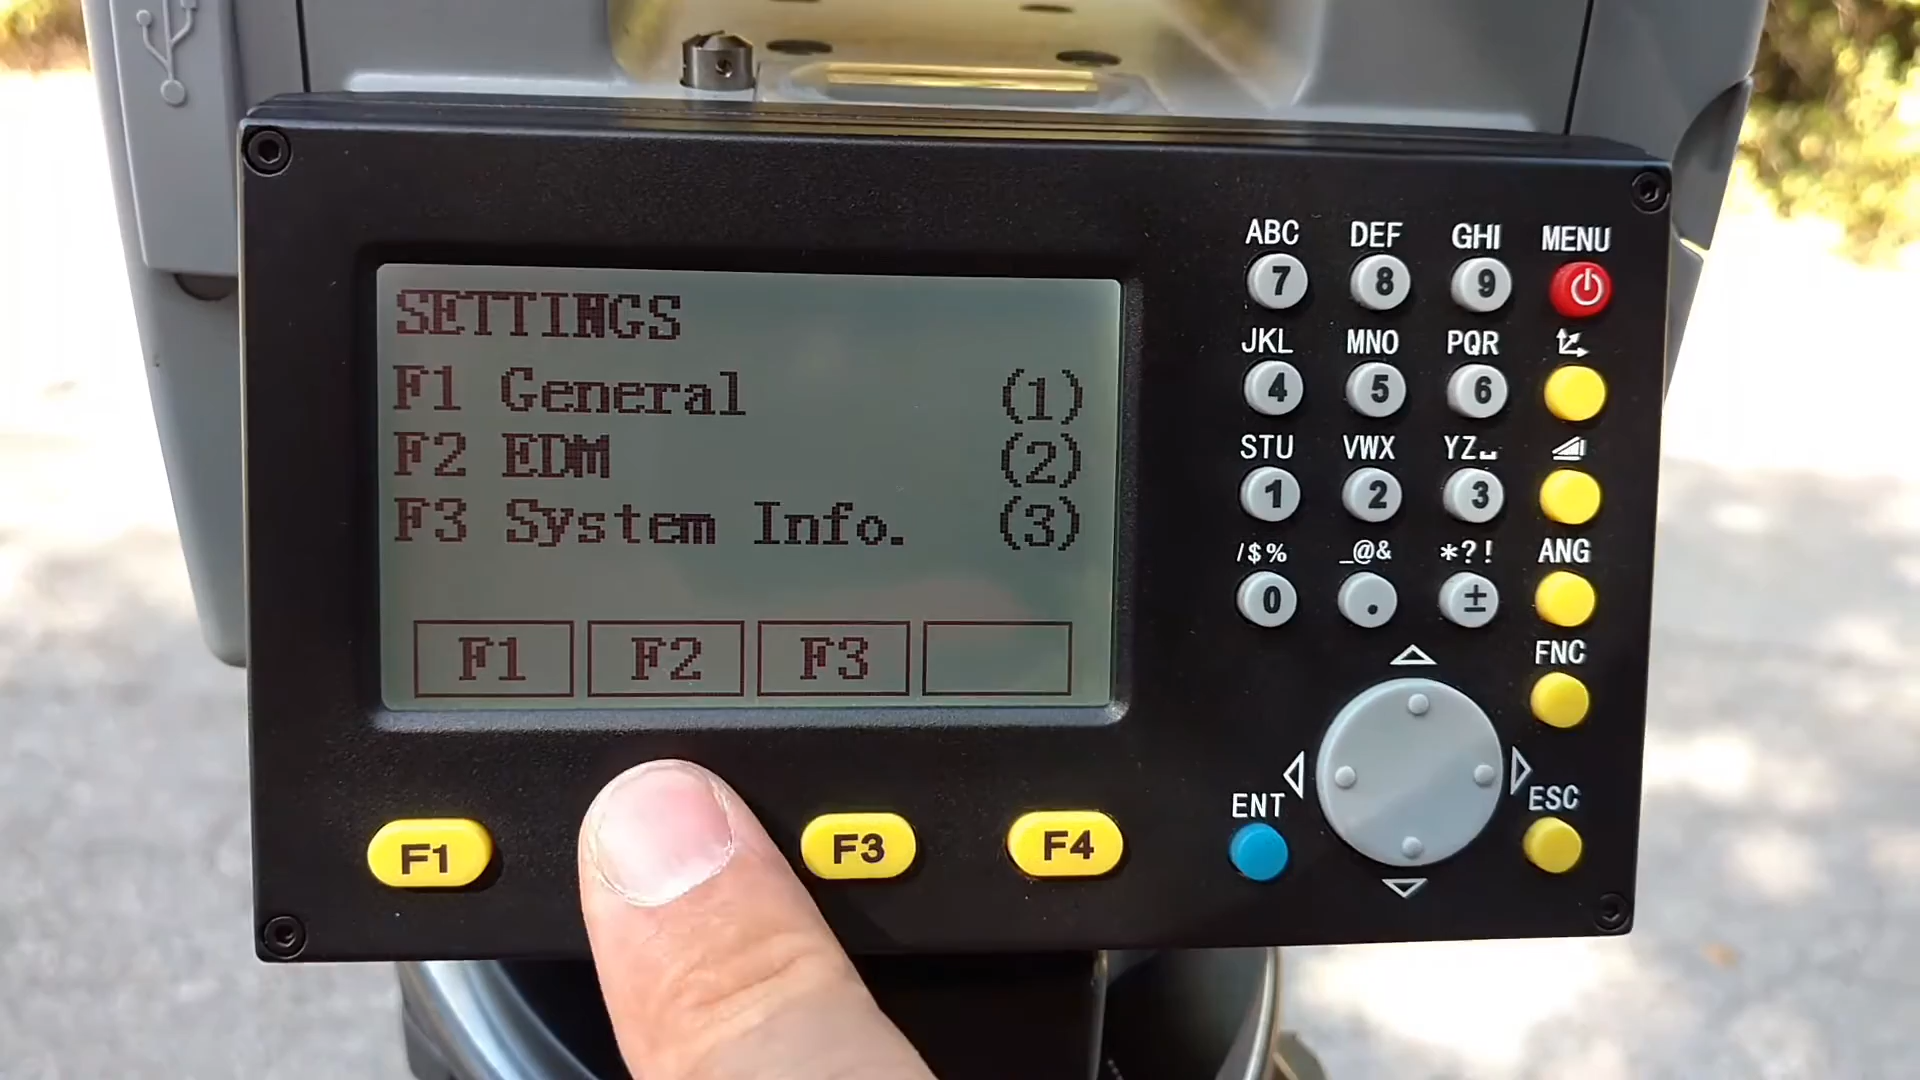 SETTINGS
F1 General (1)
F2 EDM (2)
F3 System Info. (3)
F1 F2 F3
ABC DEF GHI MENU
7 8 9
JKL MNO PQR
4 5 6
STU VWX YZ␣
1 2 3
/$% _@& *?! ANG
0 . ±
FNC
ENT ESC
F1 F3 F4